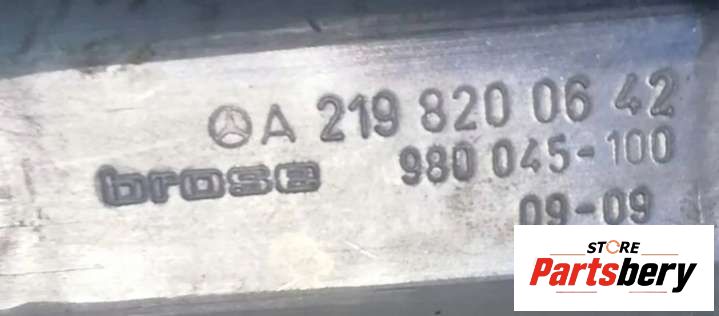 A 219 820 06 42
brose 980 045-100
09-09
STORE
Partsbery